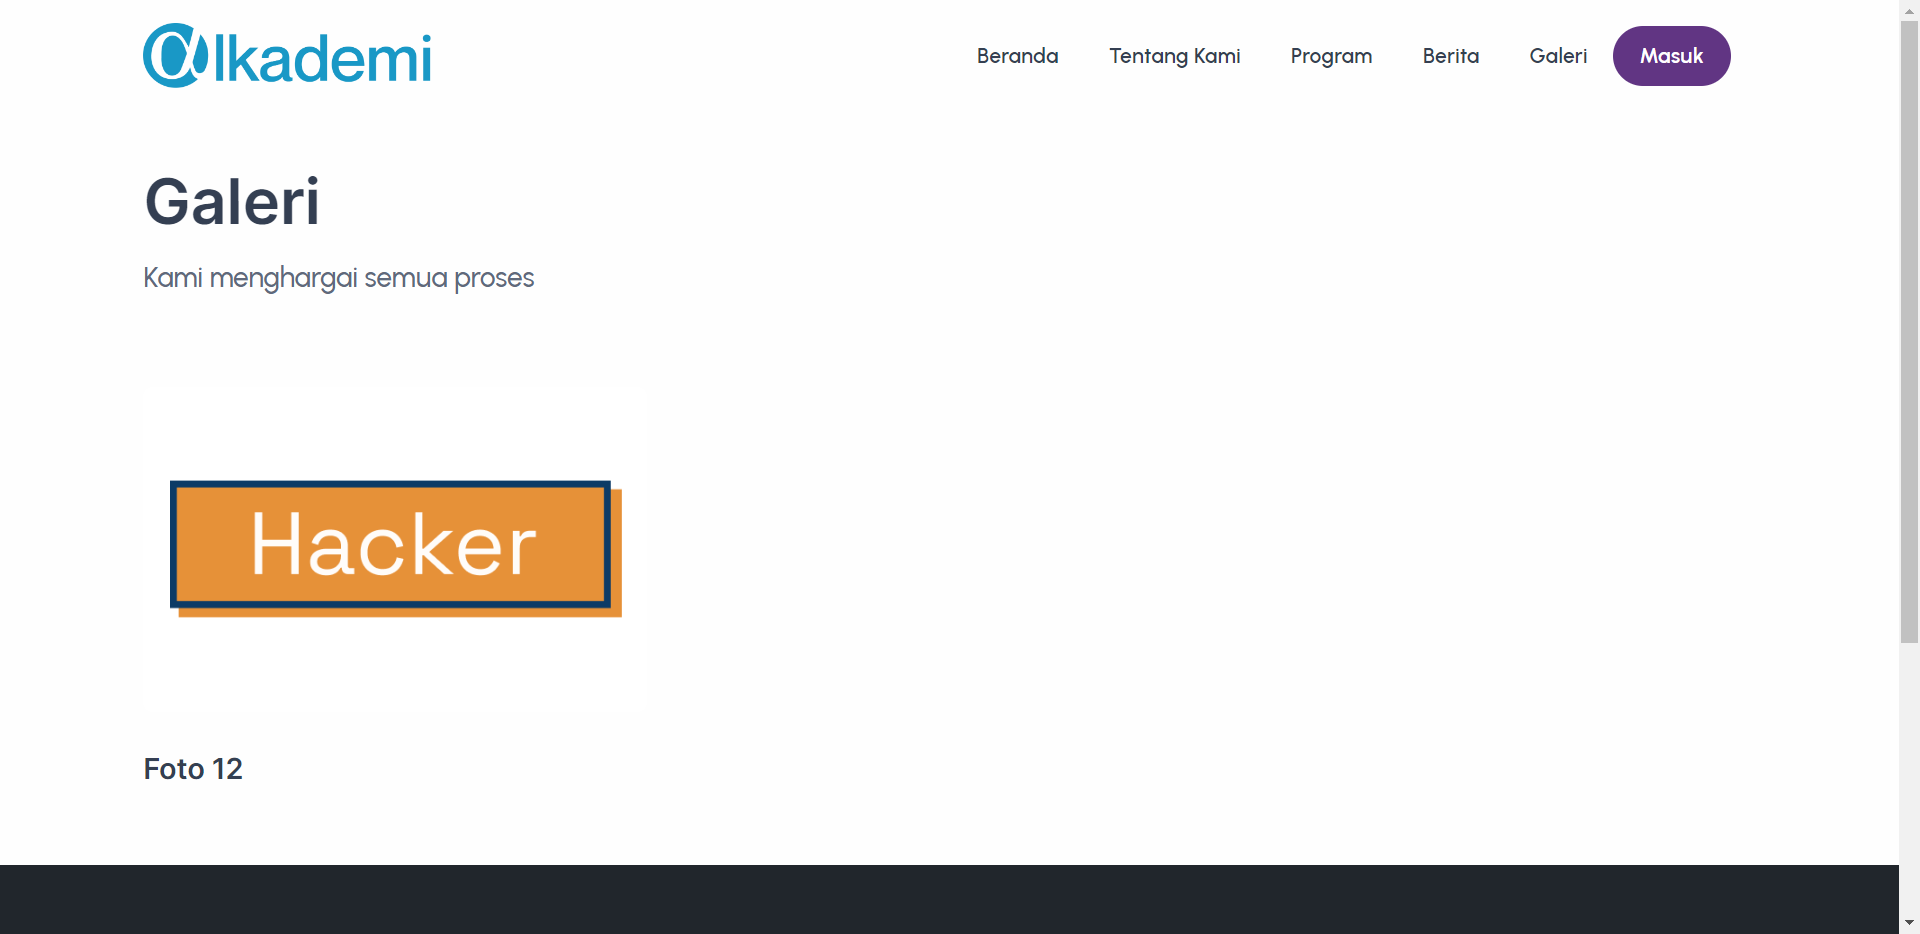 @lkademi
Beranda Tentang Kami Program Berita Galeri Masuk
Galeri
Kami menghargai semua proses
Hacker
Foto 12